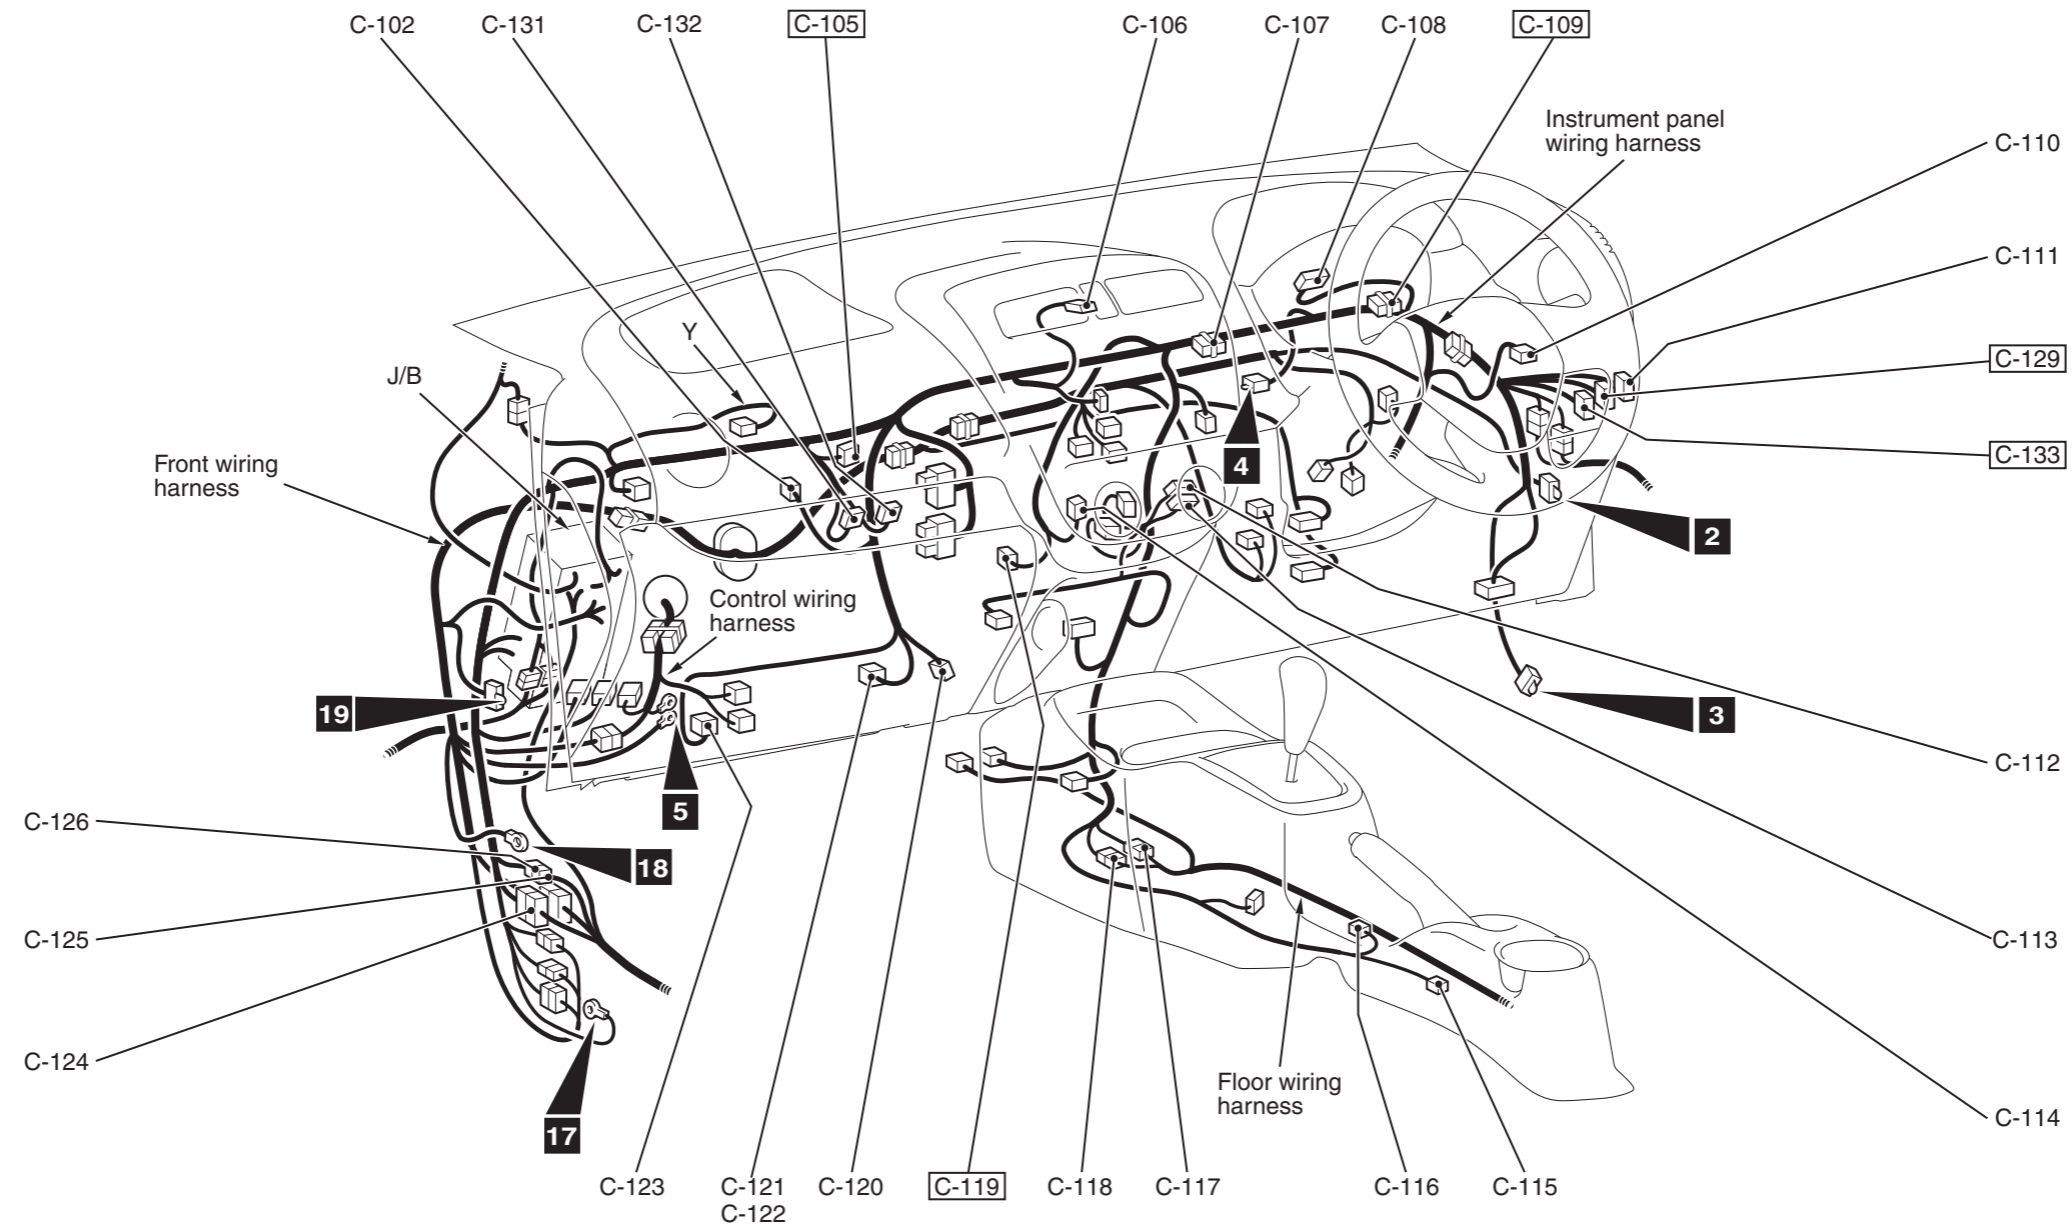 C-102
C-131
C-132
C-105
C-106
C-107
C-108
C-109
Instrument panel
wiring harness
C-110
C-111
C-129
C-133
Y
J/B
Front wiring
harness
4
2
Control wiring
harness
19
3
5
C-112
C-126
18
C-125
C-113
C-124
Floor wiring
harness
C-114
17
C-123
C-121
C-122
C-120
C-119
C-118
C-117
C-116
C-115